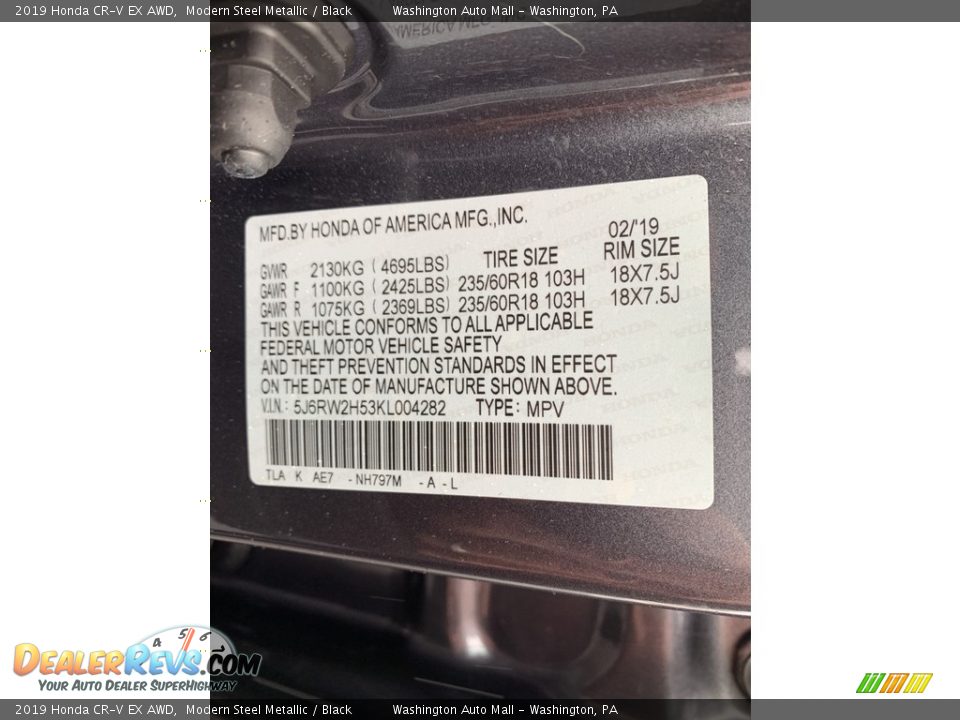 2019 Honda CR-V EX AWD, Modern Steel Metallic / Black Washington Auto Mall - Washington, PA
MFD.BY HONDA OF AMERICA MFG.,INC.
02/'19
TIRE SIZE RIM SIZE
GVWR 2130KG ( 4695LBS)
GAWR F 1100KG ( 2425LBS) 235/60R18 103H 18X7.5J
GAWR R 1075KG ( 2369LBS) 235/60R18 103H 18X7.5J
THIS VEHICLE CONFORMS TO ALL APPLICABLE
FEDERAL MOTOR VEHICLE SAFETY
AND THEFT PREVENTION STANDARDS IN EFFECT
ON THE DATE OF MANUFACTURE SHOWN ABOVE.
V.I.N.: 5J6RW2H53KL004282 TYPE: MPV
TLA K AE7 - NH797M - A - L
4 5 6
DEALERREVS.COM
YOUR AUTO DEALER SUPERHIGHWAY
2019 Honda CR-V EX AWD, Modern Steel Metallic / Black Washington Auto Mall - Washington, PA